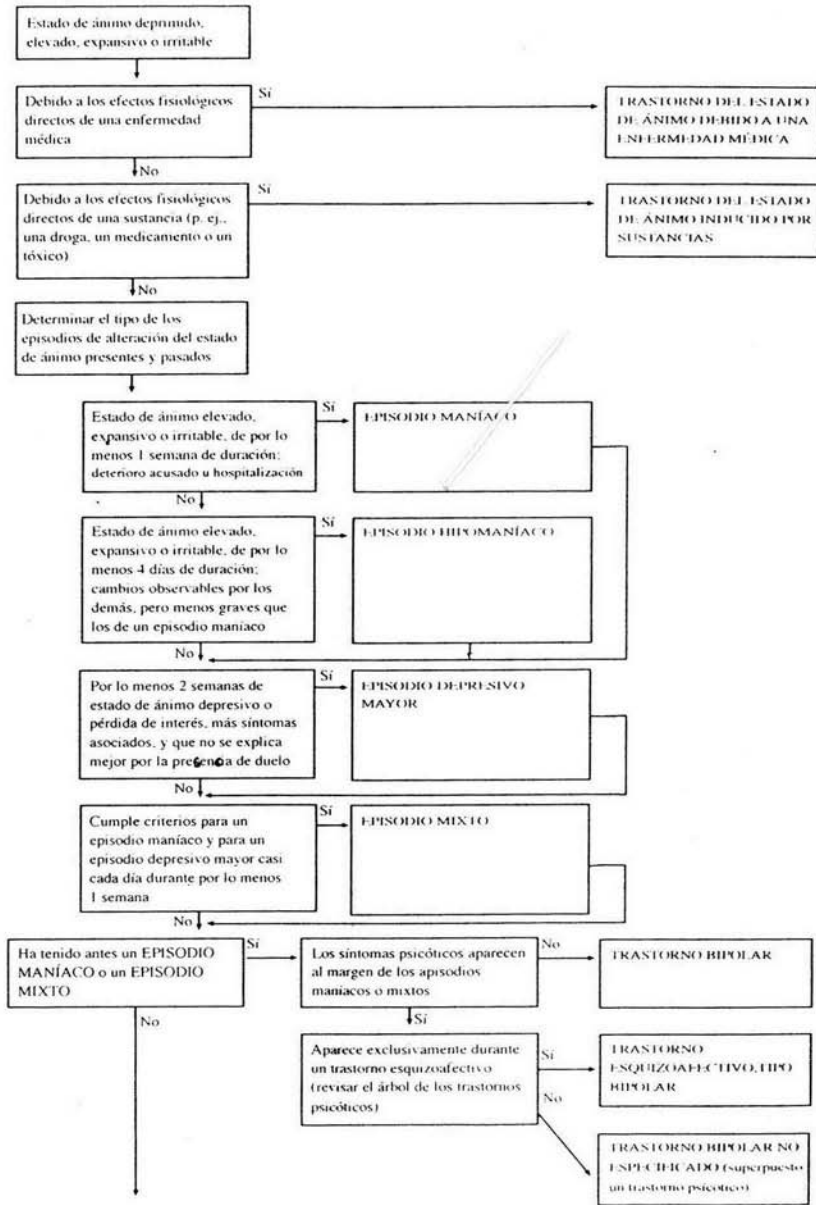 Estado de ánimo deprimido,
elevado, expansivo o irritable
Debido a los efectos fisiológicos
directos de una enfermedad
médica
Sí
TRASTORNO DEL ESTADO
DE ÁNIMO DEBIDO A UNA
ENFERMEDAD MÉDICA
No
Debido a los efectos fisiológicos
directos de una sustancia (p. ej.,
una droga, un medicamento o un
tóxico)
Sí
TRASTORNO DEL ESTADO
DE ÁNIMO INDUCIDO POR
SUSTANCIAS
No
Determinar el tipo de los
episodios de alteración del estado
de ánimo presentes y pasados
Estado de ánimo elevado,
expansivo o irritable, de por lo
menos 1 semana de duración;
deterioro acusado u hospitalización
Sí
EPISODIO MANÍACO
No
Estado de ánimo elevado,
expansivo o irritable, de por lo
menos 4 días de duración;
cambios observables por los
demás, pero menos graves que
los de un episodio maníaco
Sí
EPISODIO HIPOMANÍACO
No
Por lo menos 2 semanas de
estado de ánimo depresivo o
pérdida de interés, más síntomas
asociados, y que no se explica
mejor por la presencia de duelo
Sí
EPISODIO DEPRESIVO
MAYOR
No
Cumple criterios para un
episodio maníaco y para un
episodio depresivo mayor casi
cada día durante por lo menos
1 semana
Sí
EPISODIO MIXTO
No
Ha tenido antes un EPISODIO
MANÍACO o un EPISODIO
MIXTO
Sí
Los síntomas psicóticos aparecen
al margen de los apisodios
maníacos o mixtos
No
TRASTORNO BIPOLAR
No
Sí
Aparece exclusivamente durante
un trastorno esquizoafectivo
(revisar el árbol de los trastornos
psicóticos)
Sí
TRASTORNO
ESQUIZOAFECTIVO, TIPO
BIPOLAR
No
TRASTORNO BIPOLAR NO
ESPECIFICADO (superpuesto
un trastorno psicótico)